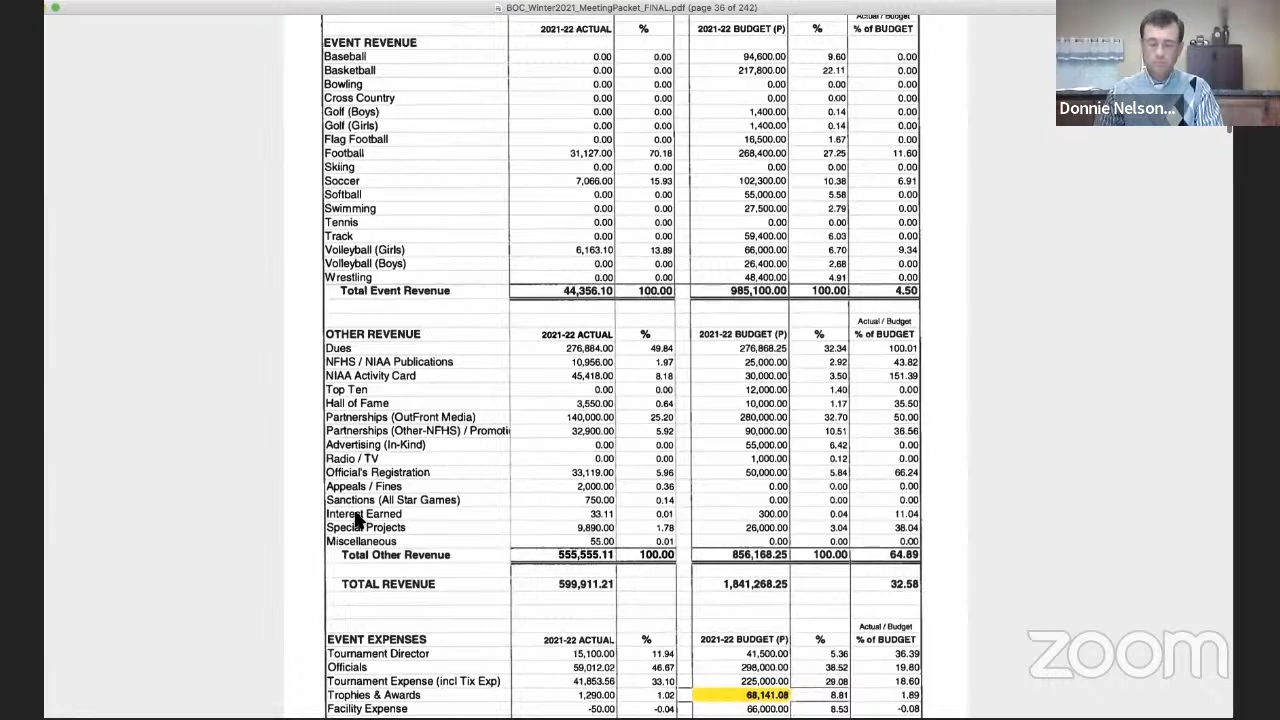 BOC_Winter2021_MeetingPacket_FINAL.pdf (page 36 of 242)
Actual / Budget
2021-22 ACTUAL % 2021-22 BUDGET (P) % % of BUDGET
EVENT REVENUE
Baseball 0.00 0.00 94,600.00 9.60 0.00
Basketball 0.00 0.00 217,800.00 22.11 0.00
Bowling 0.00 0.00 0.00 0.00 0.00
Cross Country 0.00 0.00 0.00 0.00 0.00
Golf (Boys) 0.00 0.00 1,400.00 0.14 0.00
Golf (Girls) 0.00 0.00 1,400.00 0.14 0.00
Flag Football 0.00 0.00 16,500.00 1.67 0.00
Football 31,127.00 70.18 268,400.00 27.25 11.60
Skiing 0.00 0.00 0.00 0.00 0.00
Soccer 7,066.00 15.93 102,300.00 10.38 6.91
Softball 0.00 0.00 55,000.00 5.58 0.00
Swimming 0.00 0.00 27,500.00 2.79 0.00
Tennis 0.00 0.00 0.00 0.00 0.00
Track 0.00 0.00 59,400.00 6.03 0.00
Volleyball (Girls) 6,163.10 13.89 66,000.00 6.70 9.34
Volleyball (Boys) 0.00 0.00 26,400.00 2.68 0.00
Wrestling 0.00 0.00 48,400.00 4.91 0.00
Total Event Revenue 44,356.10 100.00 985,100.00 100.00 4.50
Actual / Budget
OTHER REVENUE 2021-22 ACTUAL % 2021-22 BUDGET (P) % % of BUDGET
Dues 276,884.00 49.84 276,868.25 32.34 100.01
NFHS / NIAA Publications 10,956.00 1.97 25,000.00 2.92 43.82
NIAA Activity Card 45,418.00 8.18 30,000.00 3.50 151.39
Top Ten 0.00 0.00 12,000.00 1.40 0.00
Hall of Fame 3,550.00 0.64 10,000.00 1.17 35.50
Partnerships (OutFront Media) 140,000.00 25.20 280,000.00 32.70 50.00
Partnerships (Other-NFHS) / Promoti 32,900.00 5.92 90,000.00 10.51 36.56
Advertising (In-Kind) 0.00 0.00 55,000.00 6.42 0.00
Radio / TV 0.00 0.00 1,000.00 0.12 0.00
Official's Registration 33,119.00 5.96 50,000.00 5.84 66.24
Appeals / Fines 2,000.00 0.36 0.00 0.00 0.00
Sanctions (All Star Games) 750.00 0.14 0.00 0.00 0.00
Interest Earned 33.11 0.01 300.00 0.04 11.04
Special Projects 9,890.00 1.78 26,000.00 3.04 38.04
Miscellaneous 55.00 0.01 0.00 0.00 0.00
Total Other Revenue 555,555.11 100.00 856,168.25 100.00 64.89
TOTAL REVENUE 599,911.21 1,841,268.25 32.58
Actual / Budget
EVENT EXPENSES 2021-22 ACTUAL % 2021-22 BUDGET (P) % % of BUDGET
Tournament Director 15,100.00 11.94 41,500.00 5.36 36.39
Officials 59,012.02 46.67 298,000.00 38.52 19.80
Tournament Expense (incl Tix Exp) 41,853.56 33.10 225,000.00 29.08 18.60
Trophies & Awards 1,290.00 1.02 68,141.08 8.81 1.89
Facility Expense -50.00 -0.04 66,000.00 8.53 -0.08
Donnie Nelson...
zoom